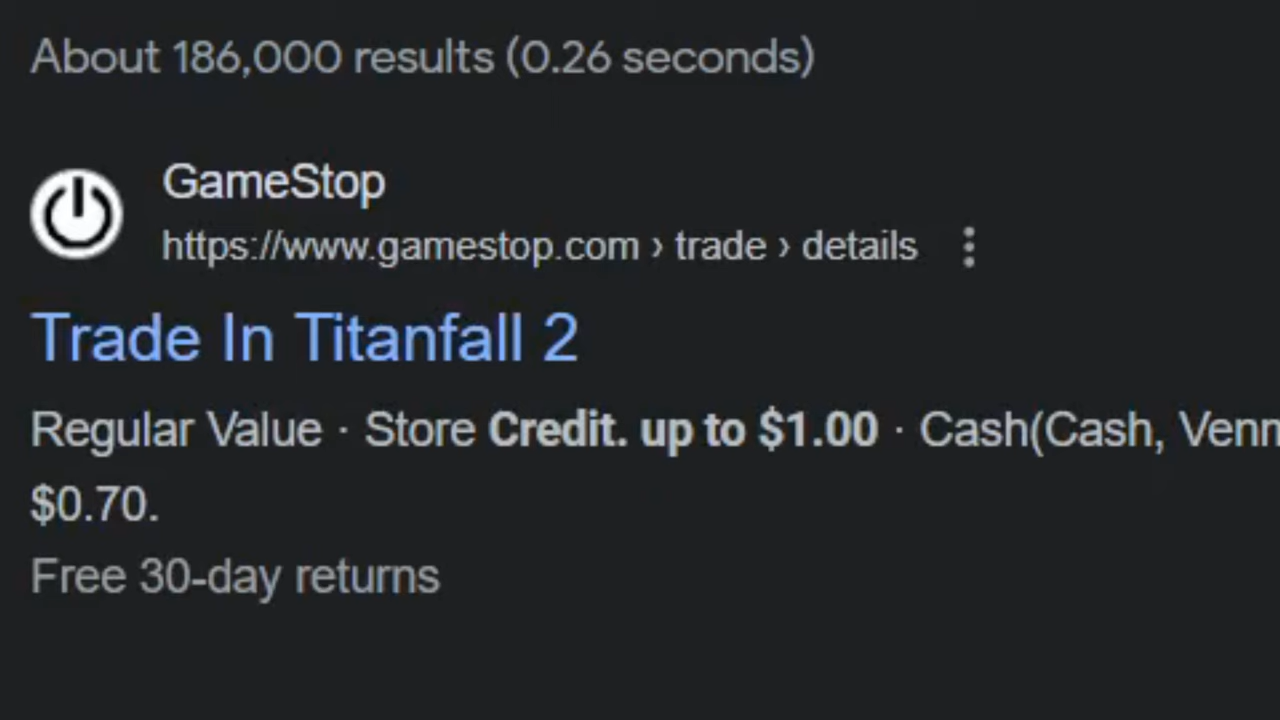 About 186,000 results (0.26 seconds)
GameStop
https://www.gamestop.com › trade › details
Trade In Titanfall 2
Regular Value · Store Credit. up to $1.00 · Cash(Cash,
$0.70.
Free 30-day returns